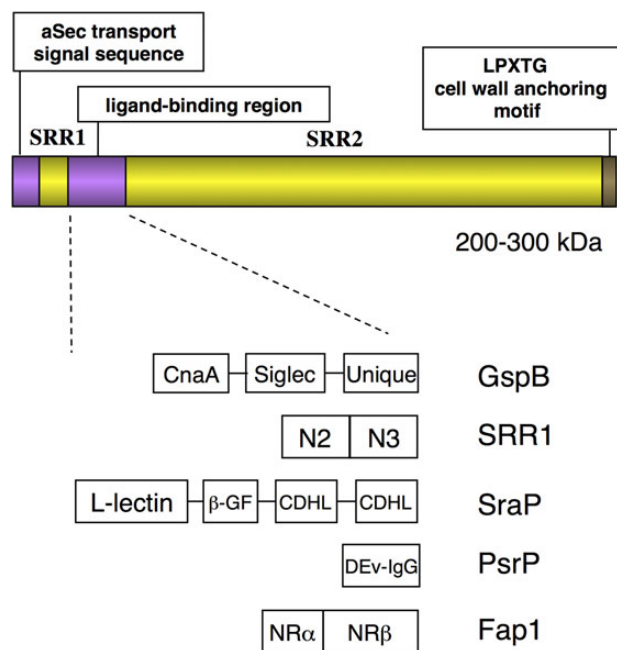 aSec transport
signal sequence
LPXTG
cell wall anchoring
motif
ligand-binding region
SRR1
SRR2
200-300 kDa
CnaA
Siglec
Unique
GspB
N2
N3
SRR1
L-lectin
β-GF
CDHL
CDHL
SraP
DEv-IgG
PsrP
NRα
NRβ
Fap1